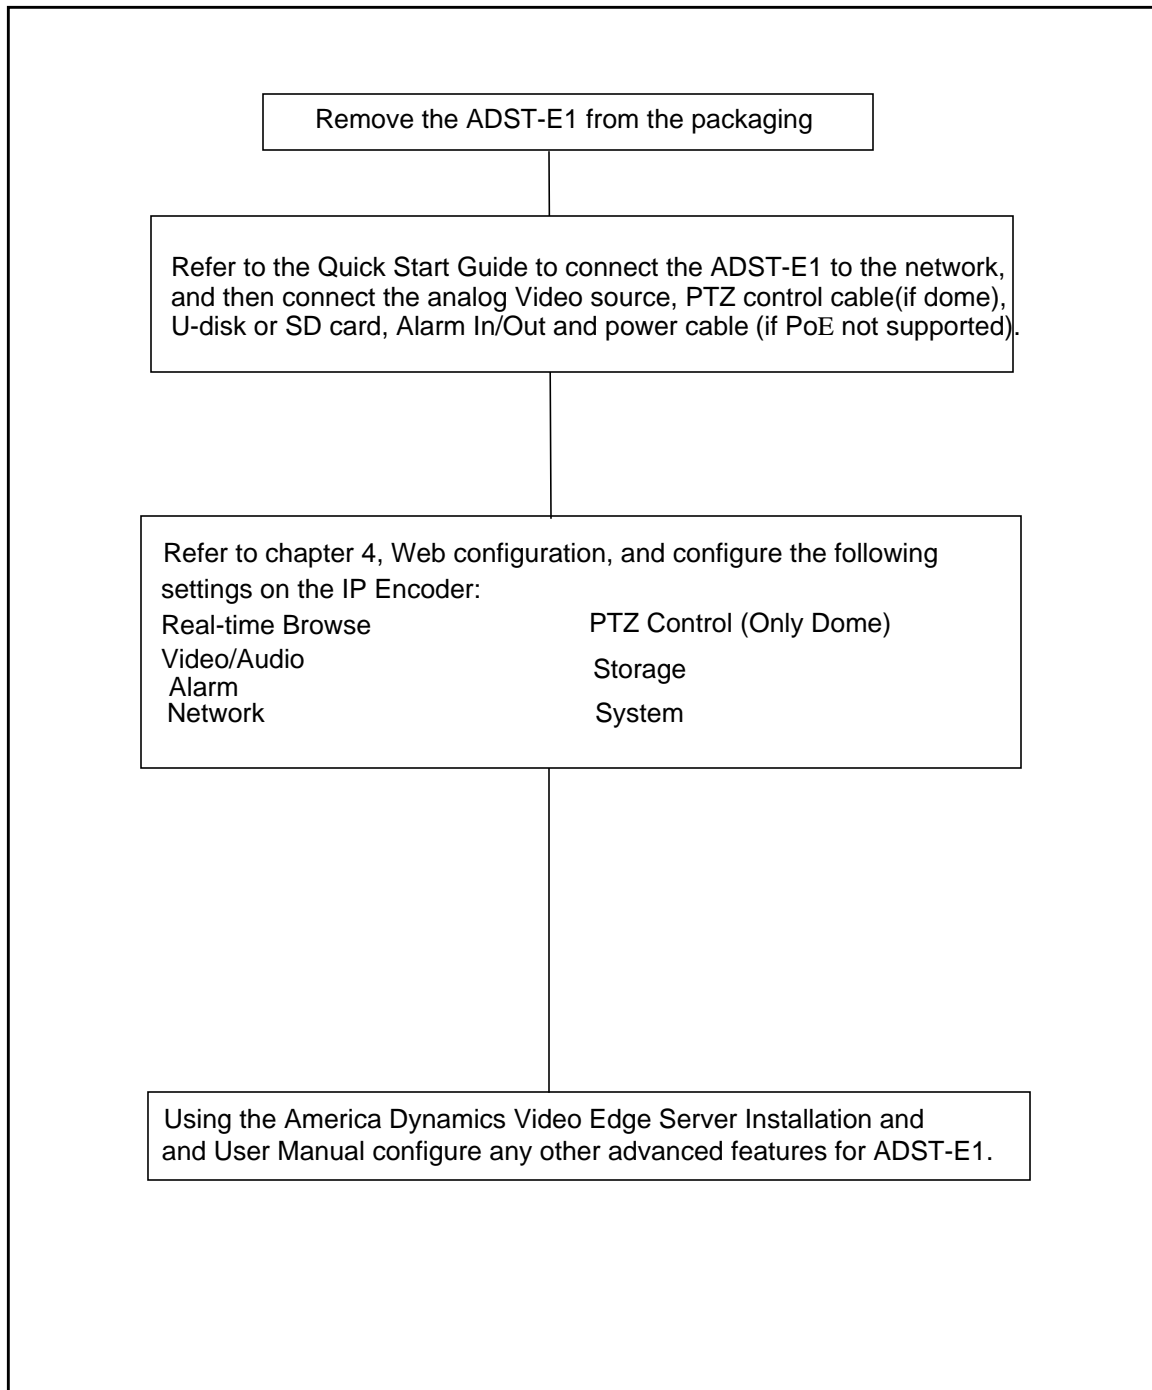 Remove the ADST-E1 from the packaging
Refer to the Quick Start Guide to connect the ADST-E1 to the network,
and then connect the analog Video source, PTZ control cable(if dome),
U-disk or SD card, Alarm In/Out and power cable (if PoE not supported).
Refer to chapter 4, Web configuration, and configure the following
settings on the IP Encoder:
Real-time Browse
Video/Audio
Alarm
Network
PTZ Control (Only Dome)
Storage
System
Using the America Dynamics Video Edge Server Installation and
and User Manual configure any other advanced features for ADST-E1.